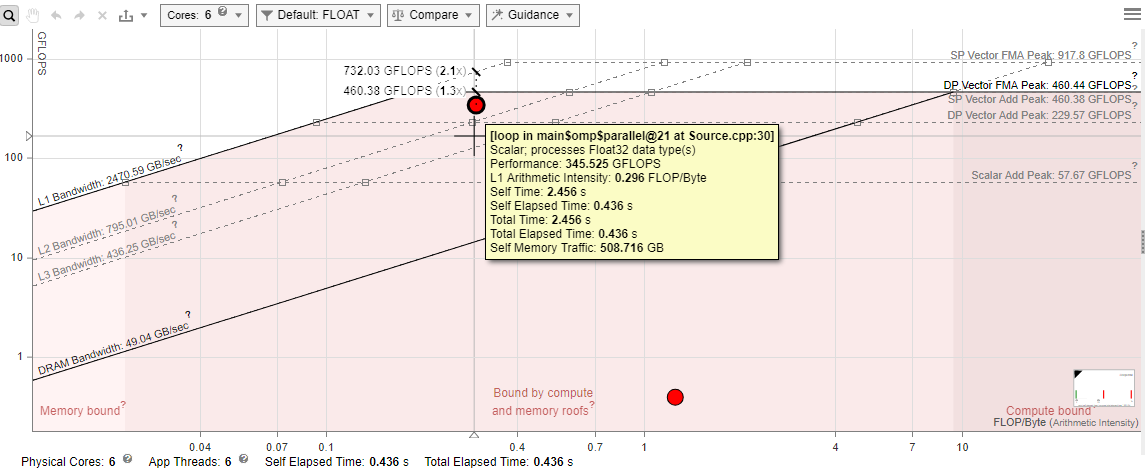 Cores: 6 ? Default: FLOAT Compare Guidance
GFLOPS
1000
100
10
1
732.03 GFLOPS (2.1x)
460.38 GFLOPS (1.3x)
SP Vector FMA Peak: 917.8 GFLOPS ?
DP Vector FMA Peak: 460.44 GFLOPS ?
SP Vector Add Peak: 460.38 GFLOPS ?
DP Vector Add Peak: 229.57 GFLOPS ?
Scalar Add Peak: 57.67 GFLOPS ?
L1 Bandwidth: 2470.59 GB/sec ?
L2 Bandwidth: 795.01 GB/sec ?
L3 Bandwidth: 436.25 GB/sec ?
DRAM Bandwidth: 49.04 GB/sec ?
[loop in main$omp$parallel@21 at Source.cpp:30]
Scalar; processes Float32 data type(s)
Performance: 345.525 GFLOPS
L1 Arithmetic Intensity: 0.296 FLOP/Byte
Self Time: 2.456 s
Self Elapsed Time: 0.436 s
Total Time: 2.456 s
Total Elapsed Time: 0.436 s
Self Memory Traffic: 508.716 GB
Memory bound ?
Bound by compute
and memory roofs ?
Compute bound ?
FLOP/Byte (Arithmetic Intensity)
0.04 0.07 0.1 0.4 0.7 1 4 7 10
Physical Cores: 6 ? App Threads: 6 ? Self Elapsed Time: 0.436 s Total Elapsed Time: 0.436 s